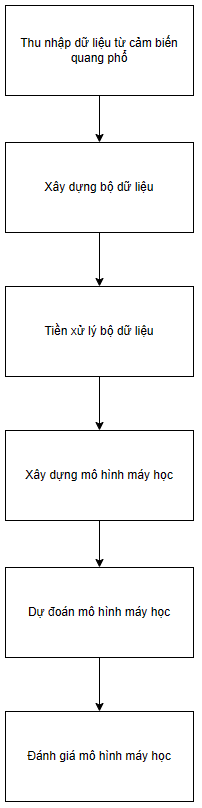 Thu nhập dữ liệu từ cảm biến
quang phổ
Xây dựng bộ dữ liệu
Tiền xử lý bộ dữ liệu
Xây dựng mô hình máy học
Dự đoán mô hình máy học
Đánh giá mô hình máy học